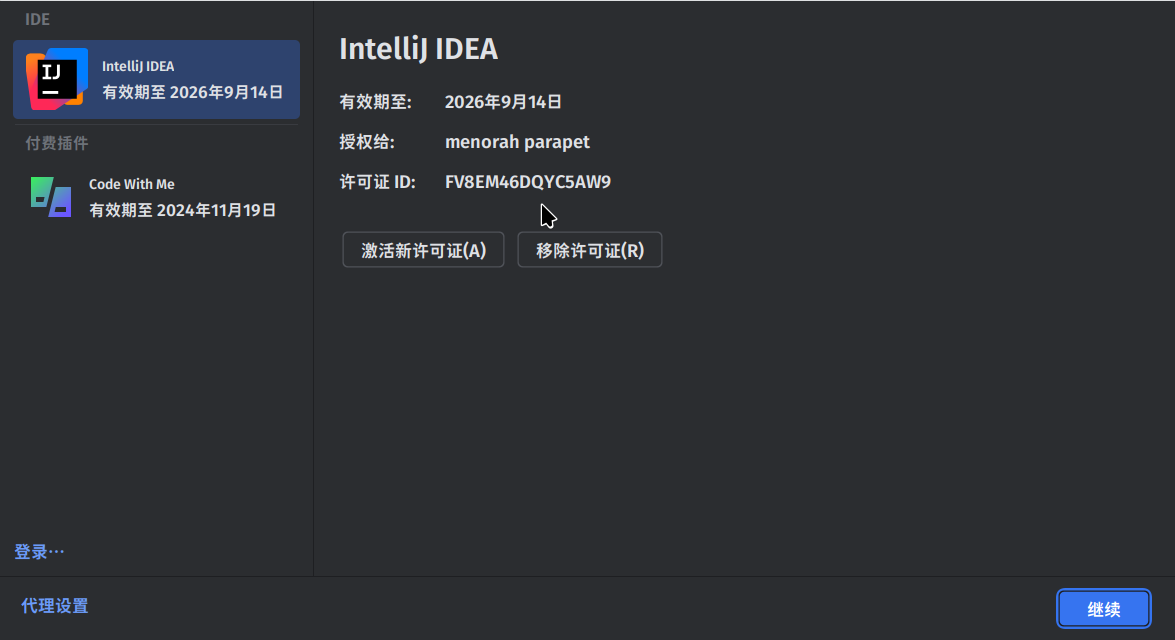 IDE
IntelliJ IDEA
有效期至 2026年9月14日
付费插件
Code With Me
有效期至 2024年11月19日
登录…
IntelliJ IDEA
有效期至: 2026年9月14日
授权给: menorah parapet
许可证 ID: FV8EM46DQYC5AW9
激活新许可证(A) 移除许可证(R)
代理设置
继续
IJ